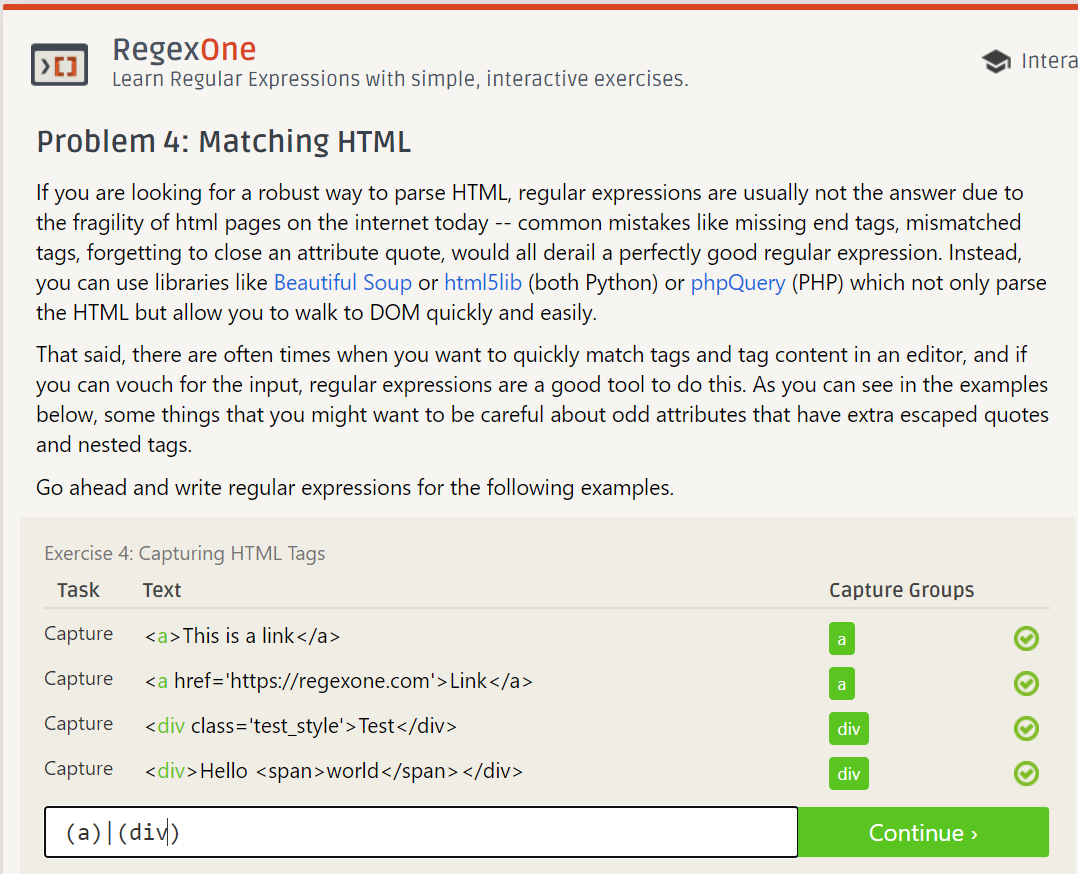 RegexOne
Learn Regular Expressions with simple, interactive exercises.
Intera
Problem 4: Matching HTML
If you are looking for a robust way to parse HTML, regular expressions are usually not the answer due to
the fragility of html pages on the internet today -- common mistakes like missing end tags, mismatched
tags, forgetting to close an attribute quote, would all derail a perfectly good regular expression. Instead,
you can use libraries like Beautiful Soup or html5lib (both Python) or phpQuery (PHP) which not only parse
the HTML but allow you to walk to DOM quickly and easily.
That said, there are often times when you want to quickly match tags and tag content in an editor, and if
you can vouch for the input, regular expressions are a good tool to do this. As you can see in the examples
below, some things that you might want to be careful about odd attributes that have extra escaped quotes
and nested tags.
Go ahead and write regular expressions for the following examples.
Exercise 4: Capturing HTML Tags
Task Text Capture Groups
Capture <a>This is a link</a> a
Capture <a href='https://regexone.com'>Link</a> a
Capture <div class='test_style'>Test</div> div
Capture <div>Hello <span>world</span></div> div
(a)|(div) Continue ›